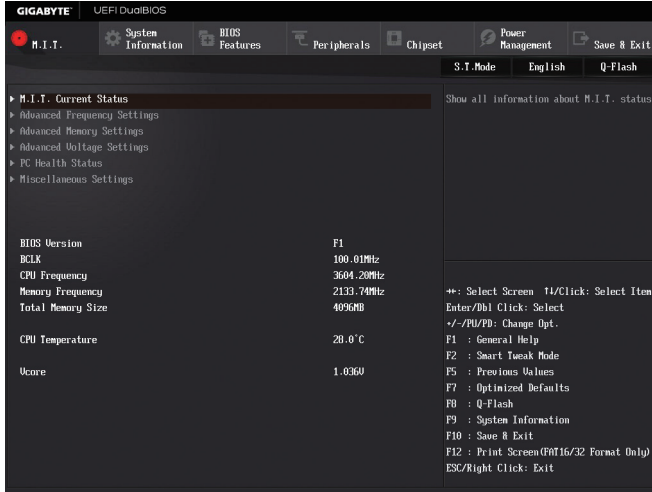 GIGABYTE™ UEFI DualBIOS
M.I.T.
System Information
BIOS Features
Peripherals
Chipset
Power Management
Save & Exit
S.T.Mode English Q-Flash
M.I.T. Current Status
Advanced Frequency Settings
Advanced Memory Settings
Advanced Voltage Settings
PC Health Status
Miscellaneous Settings
Show all information about M.I.T. status
BIOS Version F1
BCLK 100.01MHz
CPU Frequency 3604.20MHz
Memory Frequency 2133.74MHz
Total Memory Size 4096MB
CPU Temperature 28.0°C
Vcore 1.036V
→←: Select Screen ↑↓/Click: Select Item
Enter/Dbl Click: Select
+/-/PU/PD: Change Opt.
F1 : General Help
F2 : Smart Tweak Mode
F5 : Previous Values
F7 : Optimized Defaults
F8 : Q-Flash
F9 : System Information
F10 : Save & Exit
F12 : Print Screen(FAT16/32 Format Only)
ESC/Right Click: Exit